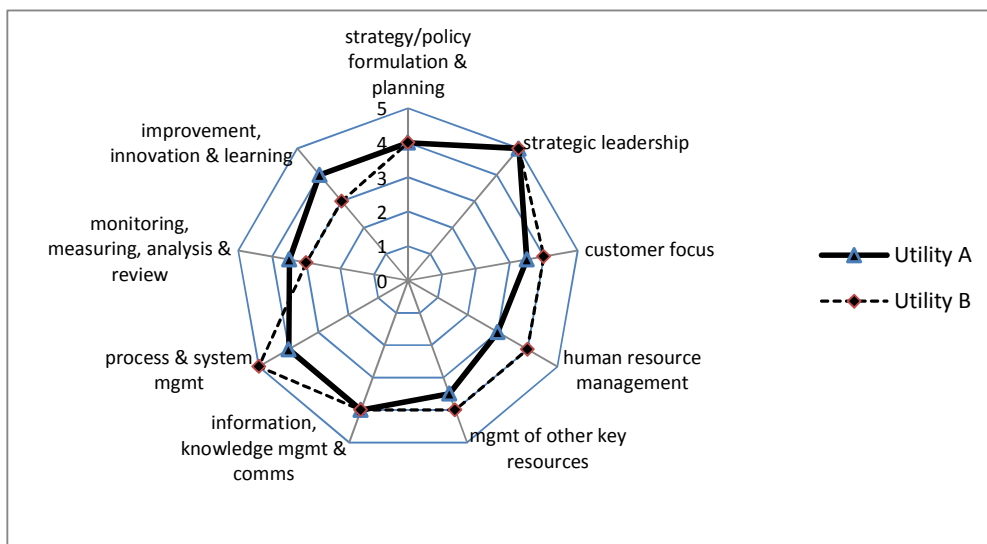 strategy/policy
formulation &
planning
5
4
3
2
1
0
strategic leadership
customer focus
human resource
management
mgmt of other key
resources
information,
knowledge mgmt &
comms
process & system
mgmt
monitoring,
measuring, analysis &
review
improvement,
innovation & learning
Utility A
Utility B